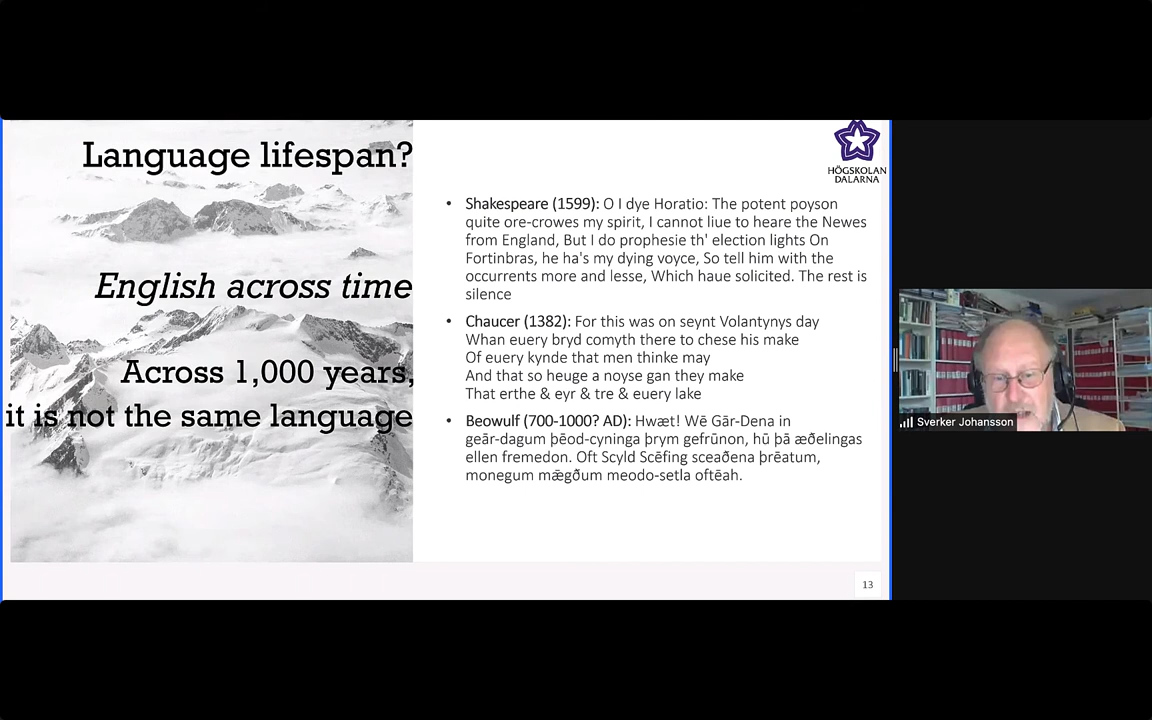 Language lifespan?
English across time
Across 1,000 years,
it is not the same language
HÖGSKOLAN
DALARNA
• Shakespeare (1599): O I dye Horatio: The potent poyson
quite ore-crowes my spirit, I cannot liue to heare the Newes
from England, But I do prophesie th' election lights On
Fortinbras, he ha's my dying voyce, So tell him with the
occurrents more and lesse, Which haue solicited. The rest is
silence
• Chaucer (1382): For this was on seynt Volantynys day
Whan euery bryd comyth there to chese his make
Of euery kynde that men thinke may
And that so heuge a noyse gan they make
That erthe & eyr & tre & euery lake
• Beowulf (700-1000? AD): Hwæt! Wē Gār-Dena in
geār-dagum þēod-cyninga þrym gefrūnon, hū þā æðelingas
ellen fremedon. Oft Scyld Scēfing sceaðena þrēatum,
monegum mǣgðum meodo-setla oftēah.
13
Sverker Johansson